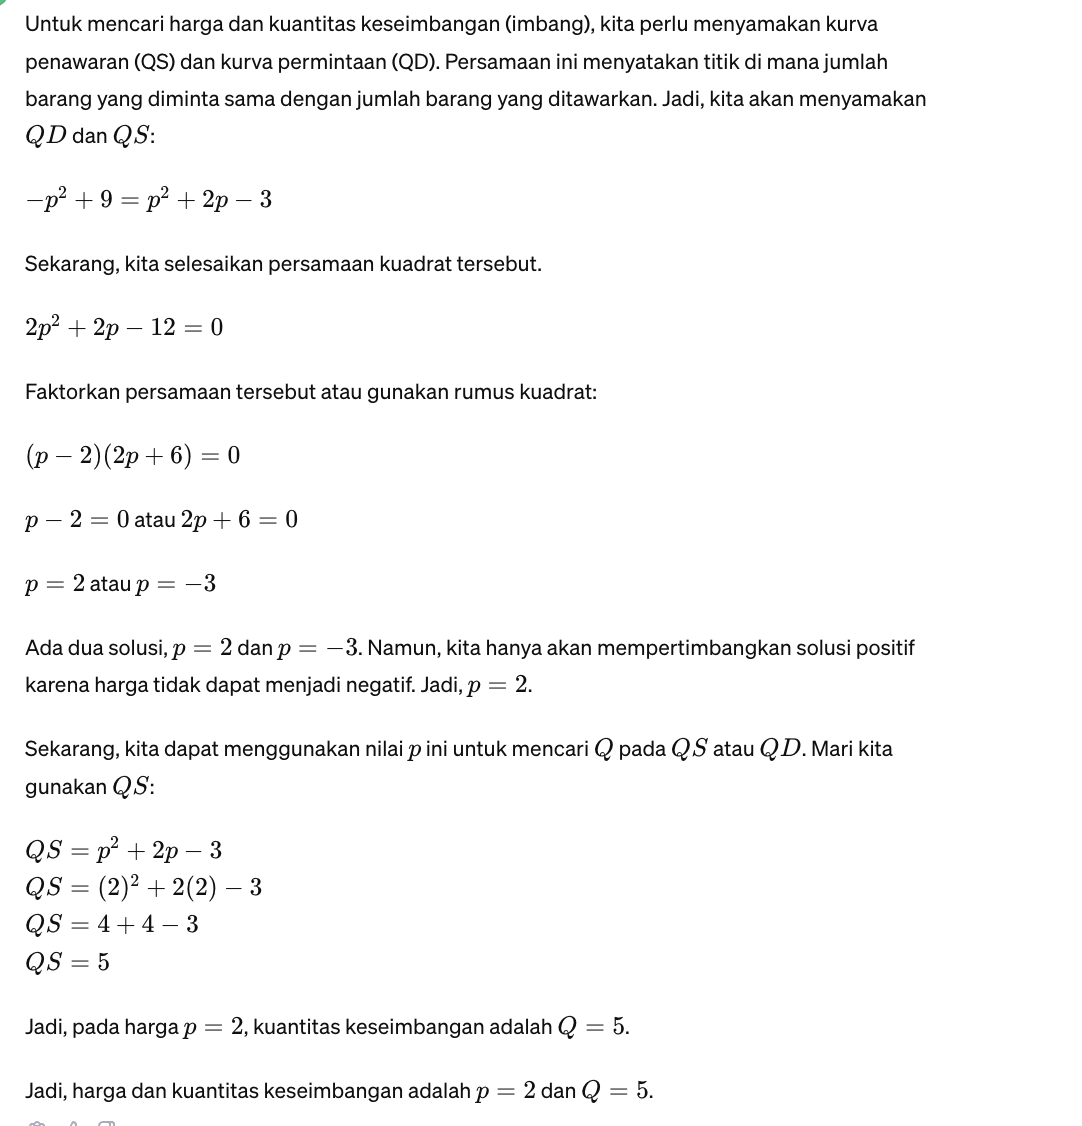 Untuk mencari harga dan kuantitas keseimbangan (imbang), kita perlu menyamakan kurva
penawaran (QS) dan kurva permintaan (QD). Persamaan ini menyatakan titik di mana jumlah
barang yang diminta sama dengan jumlah barang yang ditawarkan. Jadi, kita akan menyamakan
QD dan QS:
−p² + 9 = p² + 2p − 3
Sekarang, kita selesaikan persamaan kuadrat tersebut.
2p² + 2p − 12 = 0
Faktorkan persamaan tersebut atau gunakan rumus kuadrat:
(p − 2)(2p + 6) = 0
p − 2 = 0 atau 2p + 6 = 0
p = 2 atau p = −3
Ada dua solusi, p = 2 dan p = −3. Namun, kita hanya akan mempertimbangkan solusi positif
karena harga tidak dapat menjadi negatif. Jadi, p = 2.
Sekarang, kita dapat menggunakan nilai p ini untuk mencari Q pada QS atau QD. Mari kita
gunakan QS:
QS = p² + 2p − 3
QS = (2)² + 2(2) − 3
QS = 4 + 4 − 3
QS = 5
Jadi, pada harga p = 2, kuantitas keseimbangan adalah Q = 5.
Jadi, harga dan kuantitas keseimbangan adalah p = 2 dan Q = 5.